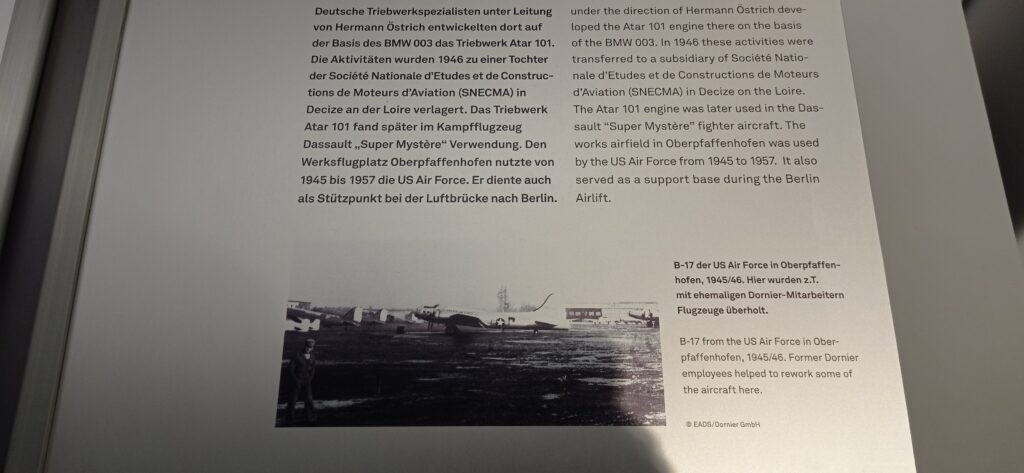 Deutsche Triebwerkspezialisten unter Leitung
von Hermann Östrich entwickelten dort auf
der Basis des BMW 003 das Triebwerk Atar 101.
Die Aktivitäten wurden 1946 zu einer Tochter
der Société Nationale d'Etudes et de Construc-
tions de Moteurs d'Aviation (SNECMA) in
Decize an der Loire verlagert. Das Triebwerk
Atar 101 fand später im Kampfflugzeug
Dassault „Super Mystère“ Verwendung. Den
Werksflugplatz Oberpfaffenhofen nutzte von
1945 bis 1957 die US Air Force. Er diente auch
als Stützpunkt bei der Luftbrücke nach Berlin.
under the direction of Hermann Östrich deve-
loped the Atar 101 engine there on the basis
of the BMW 003. In 1946 these activities were
transferred to a subsidiary of Société Natio-
nale d'Etudes et de Constructions de Moteurs
d'Aviation (SNECMA) in Decize on the Loire.
The Atar 101 engine was later used in the Das-
sault “Super Mystère” fighter aircraft. The
works airfield in Oberpfaffenhofen was used
by the US Air Force from 1945 to 1957. It also
served as a support base during the Berlin
Airlift.
B-17 der US Air Force in Oberpfaffen-
hofen, 1945/46. Hier wurden z.T.
mit ehemaligen Dornier-Mitarbeitern
Flugzeuge überholt.
B-17 from the US Air Force in Ober-
pfaffenhofen, 1945/46. Former Dornier
employees helped to rework some of
the aircraft here.
© EADS/Dornier GmbH